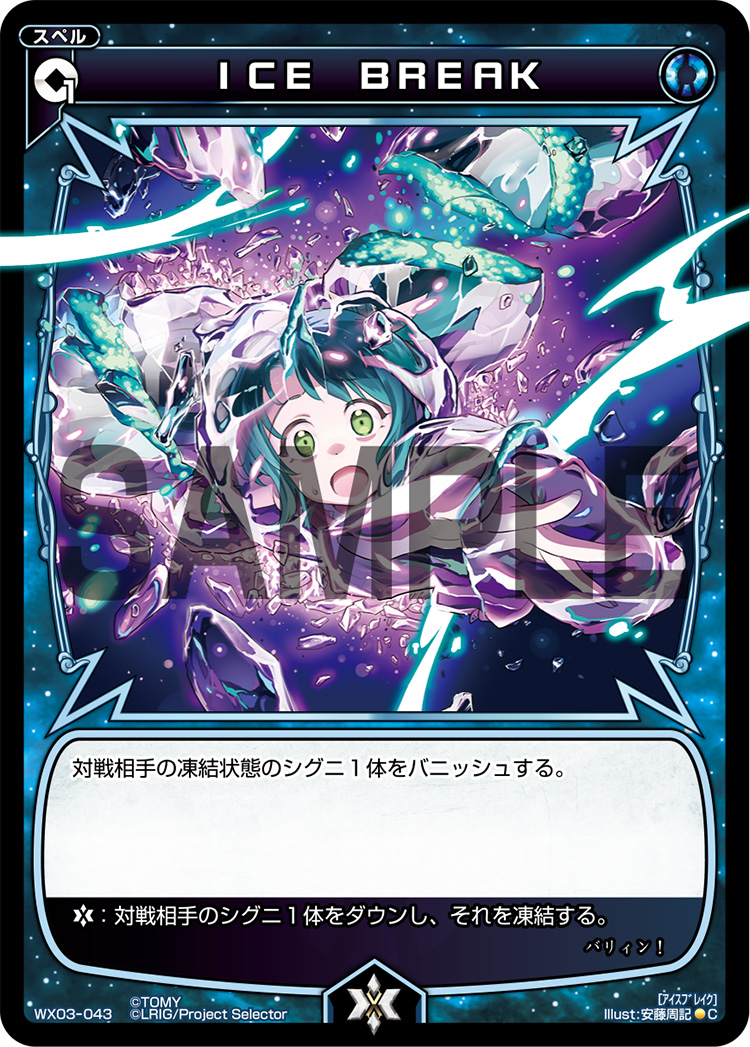 スペル
1
ICE BREAK
SAMPLE
対戦相手の凍結状態のシグニ1体をバニッシュする。
：対戦相手のシグニ1体をダウンし、それを凍結する。
バリィン！
WX03-043
©TOMY
©LRIG/Project Selector
[アイスブレイク]
Illust:安藤周記 C